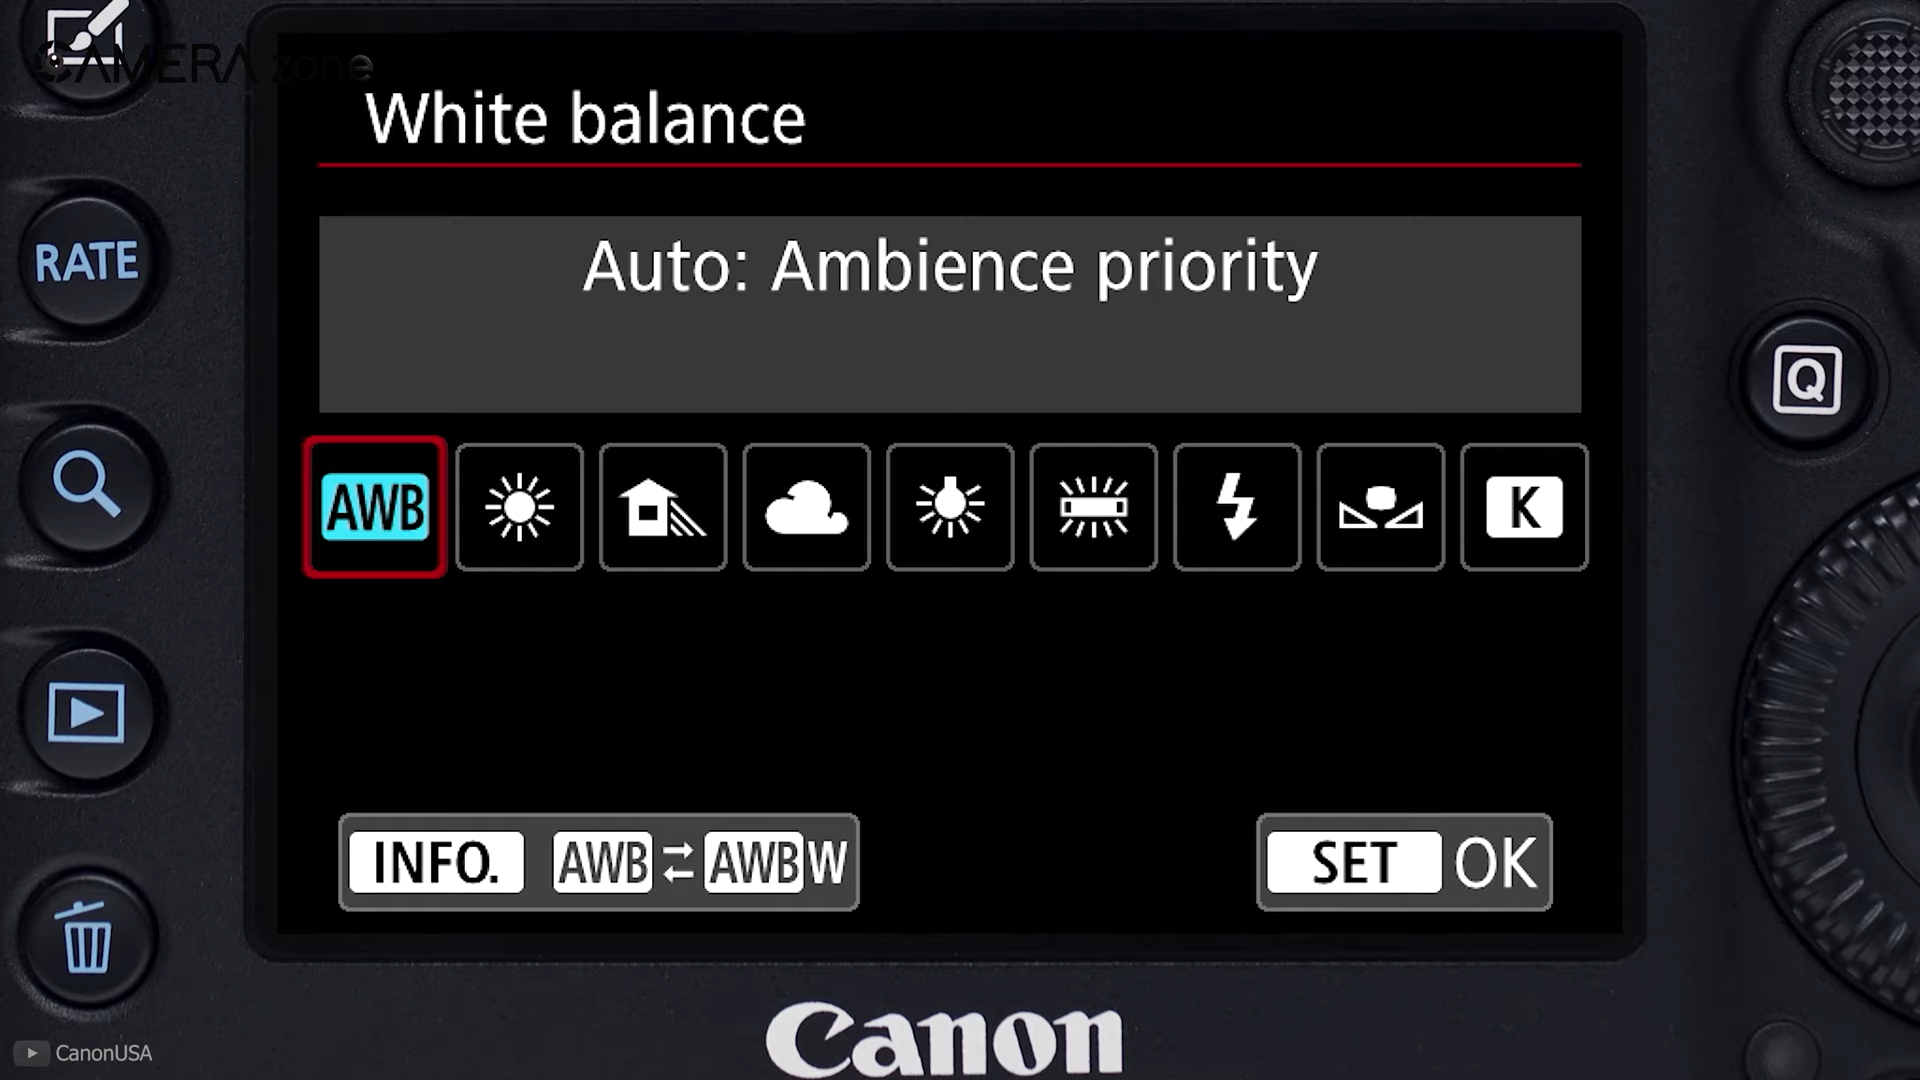 CAMERA zone
White balance
RATE
Auto: Ambience priority
Q
AWB
K
INFO. AWB AWBW
SET OK
Canon
CanonUSA